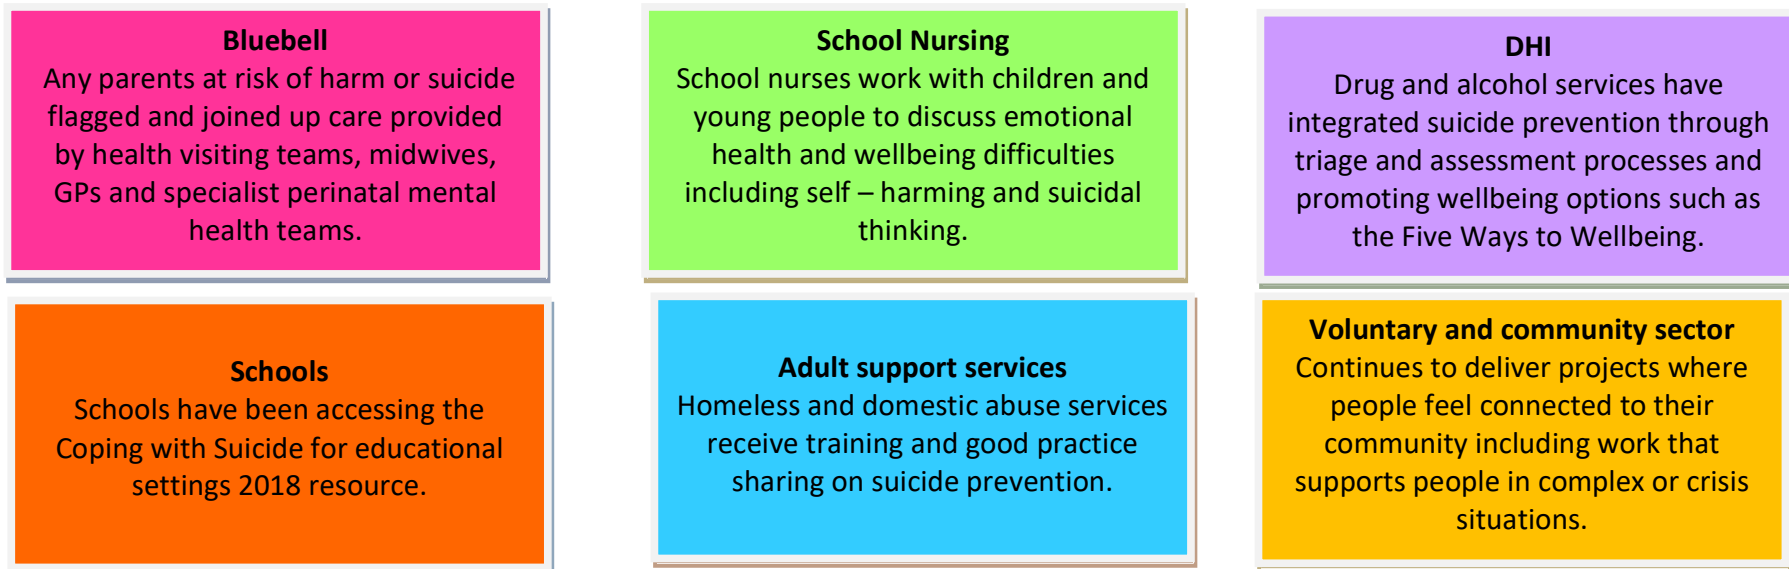 Bluebell
Any parents at risk of harm or suicide
flagged and joined up care provided
by health visiting teams, midwives,
GPs and specialist perinatal mental
health teams.
School Nursing
School nurses work with children and
young people to discuss emotional
health and wellbeing difficulties
including self – harming and suicidal
thinking.
DHI
Drug and alcohol services have
integrated suicide prevention through
triage and assessment processes and
promoting wellbeing options such as
the Five Ways to Wellbeing.
Schools
Schools have been accessing the
Coping with Suicide for educational
settings 2018 resource.
Adult support services
Homeless and domestic abuse services
receive training and good practice
sharing on suicide prevention.
Voluntary and community sector
Continues to deliver projects where
people feel connected to their
community including work that
supports people in complex or crisis
situations.